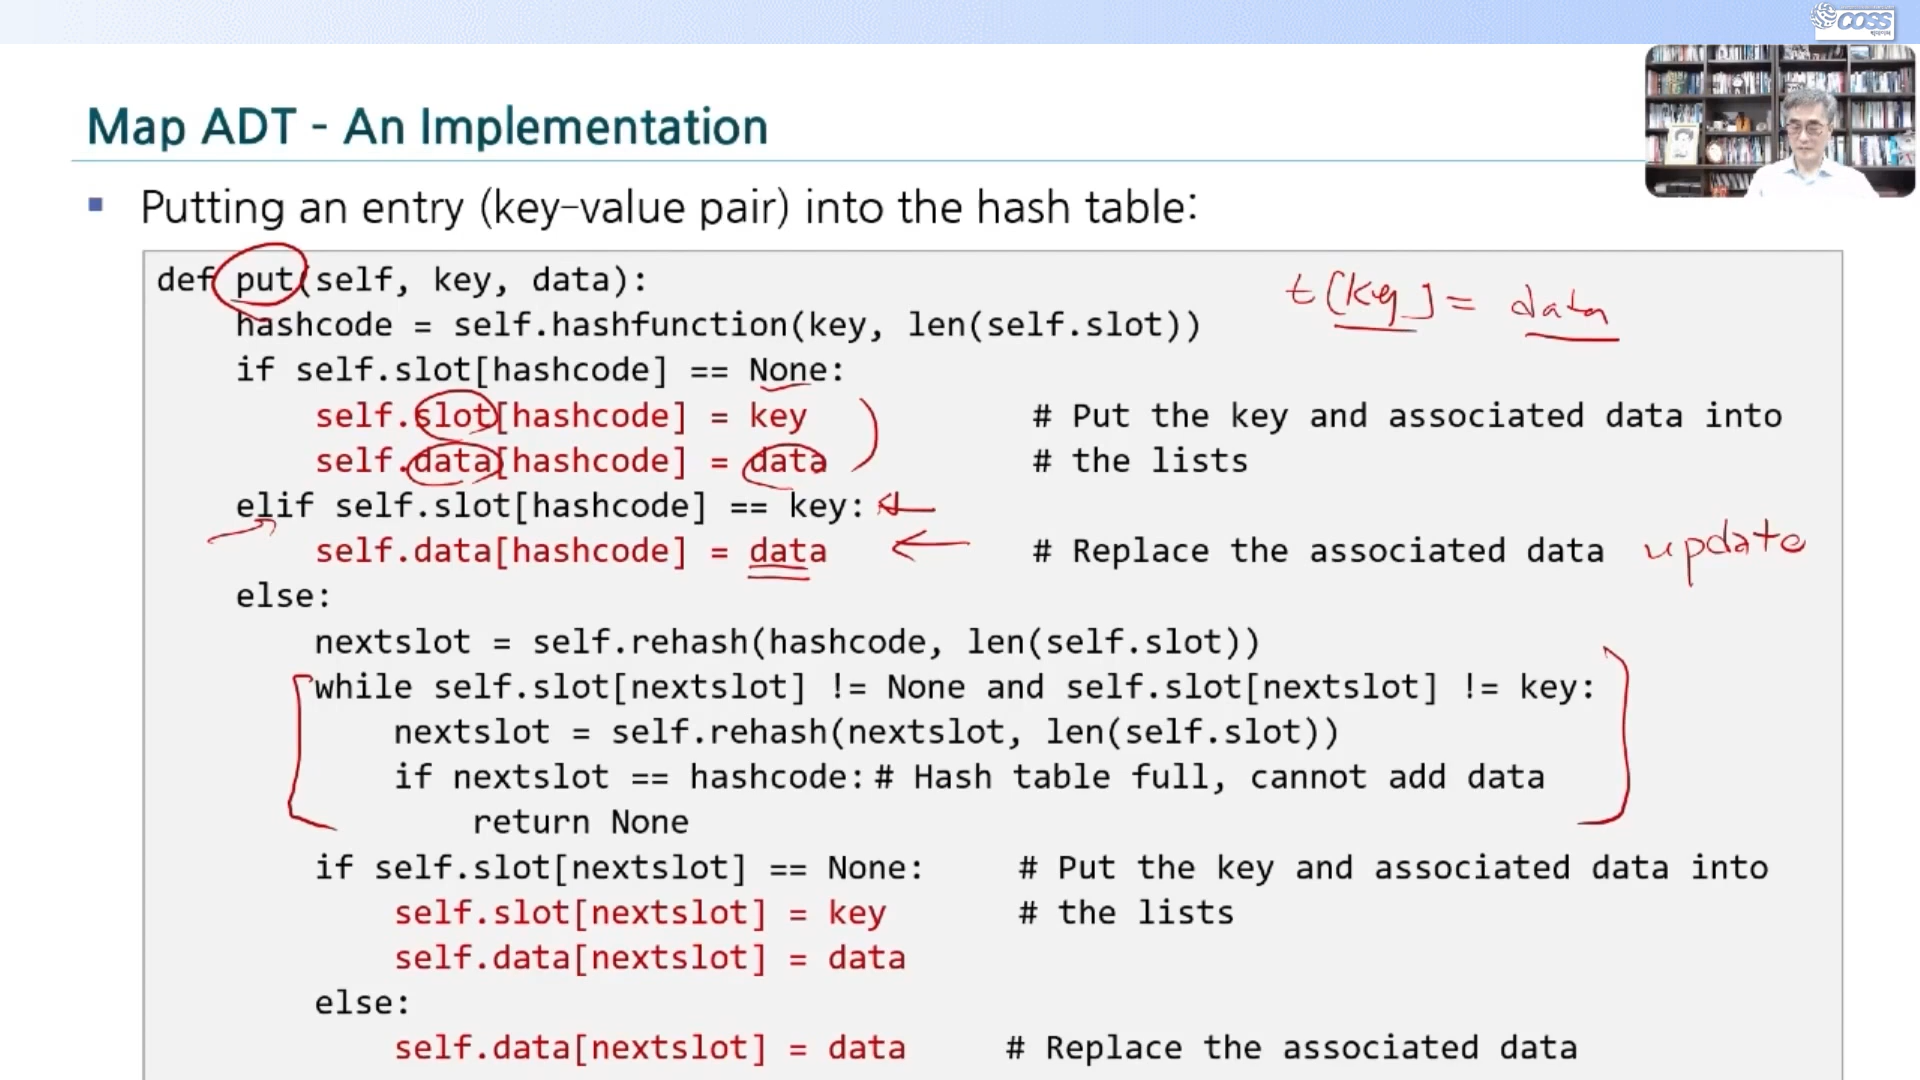 COSS
Map ADT - An Implementation
▪ Putting an entry (key-value pair) into the hash table:
def put(self, key, data):
t[key] = data
hashcode = self.hashfunction(key, len(self.slot))
if self.slot[hashcode] == None:
self.slot[hashcode] = key # Put the key and associated data into
self.data[hashcode] = data # the lists
elif self.slot[hashcode] == key:
self.data[hashcode] = data # Replace the associated data update
else:
nextslot = self.rehash(hashcode, len(self.slot))
while self.slot[nextslot] != None and self.slot[nextslot] != key:
nextslot = self.rehash(nextslot, len(self.slot))
if nextslot == hashcode: # Hash table full, cannot add data
return None
if self.slot[nextslot] == None: # Put the key and associated data into
self.slot[nextslot] = key # the lists
self.data[nextslot] = data
else:
self.data[nextslot] = data # Replace the associated data